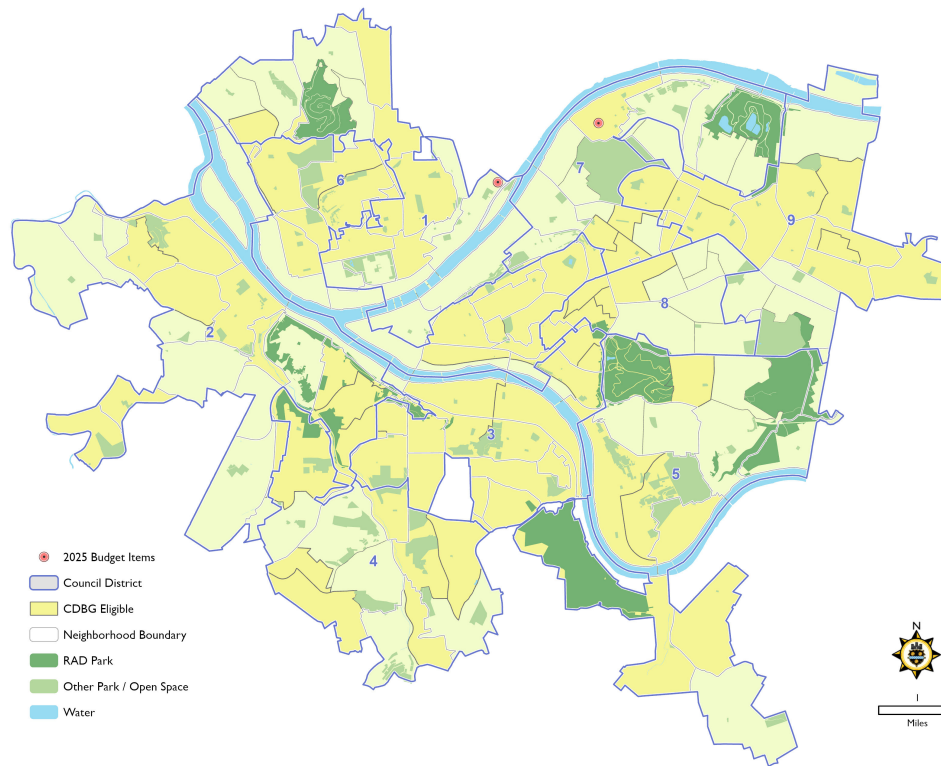 6
7
1
9
8
2
3
5
4
2025 Budget Items
Council District
CDBG Eligible
Neighborhood Boundary
RAD Park
Other Park / Open Space
Water
N
1
Miles